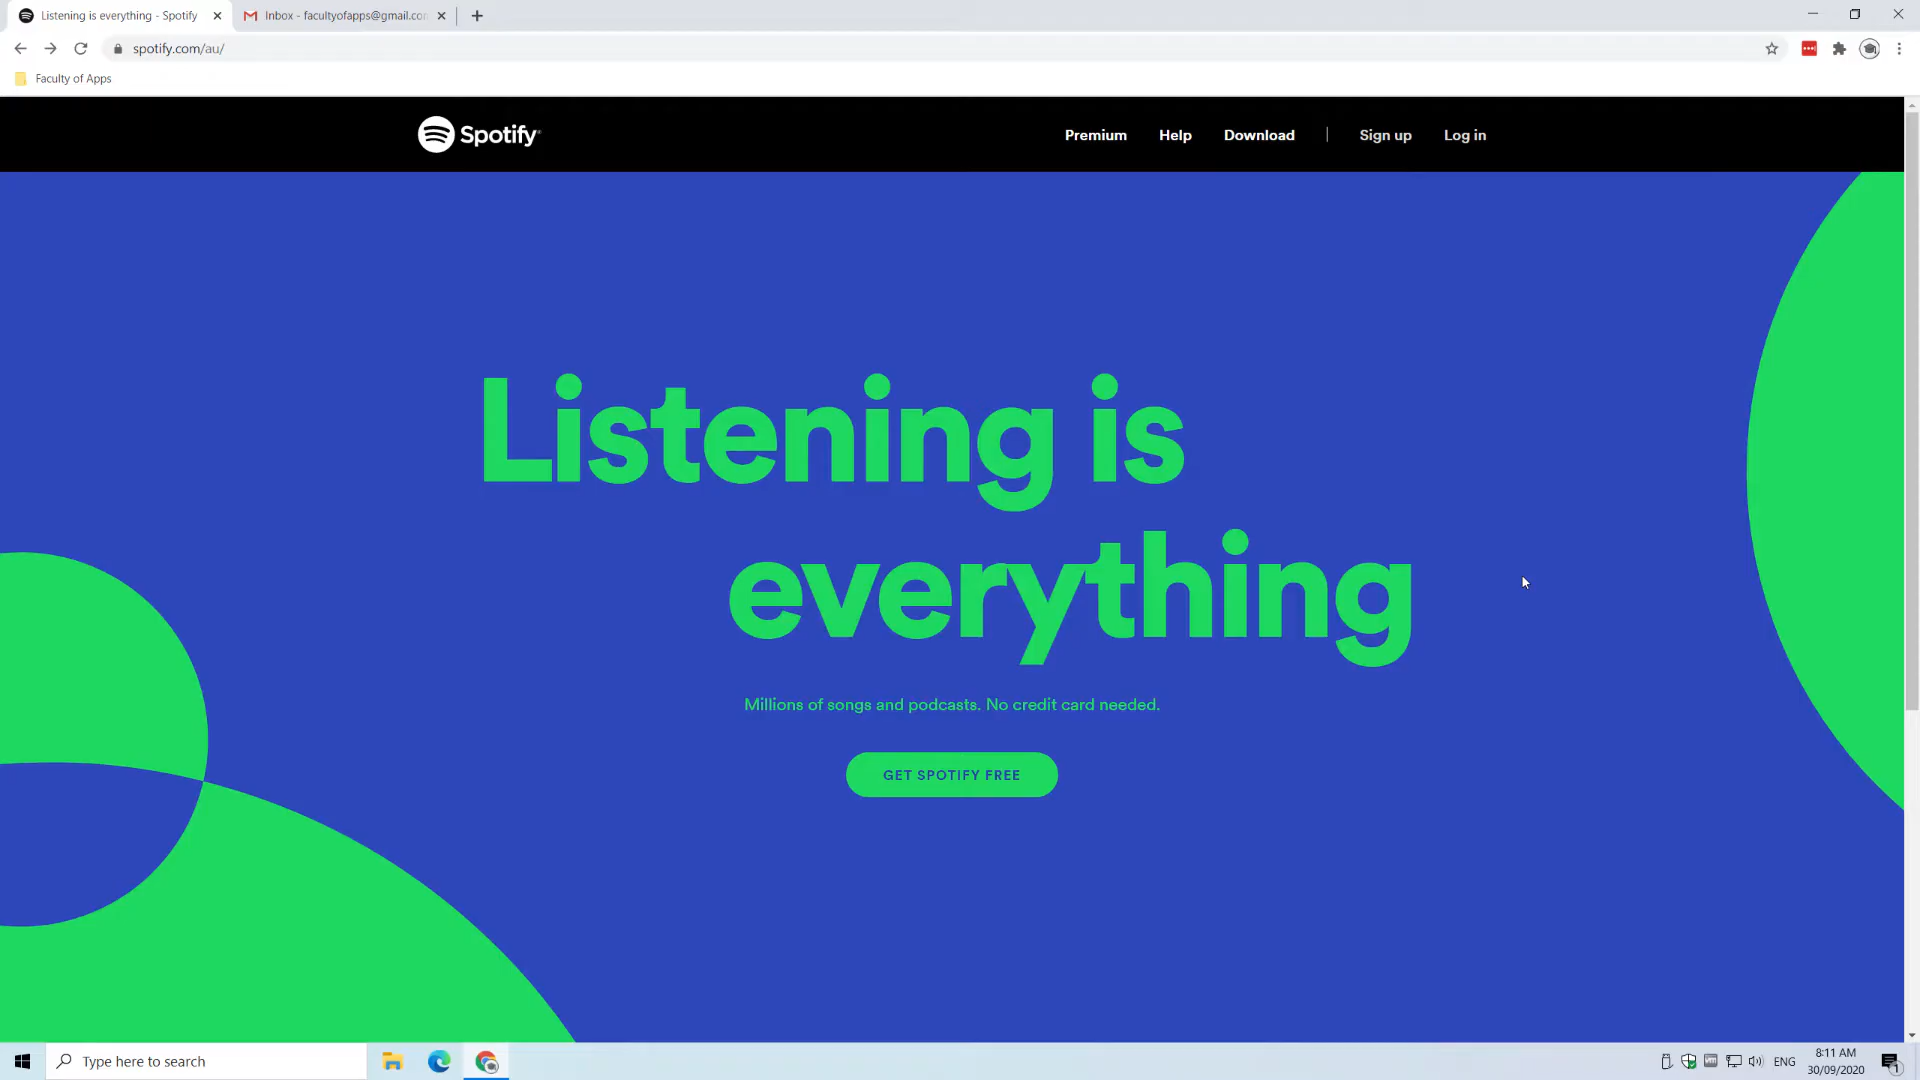 Listening is everything - Spotify
Inbox - facultyofapps@gmail.co
spotify.com/au/
Faculty of Apps
Spotify
Premium
Help
Download
Sign up
Log in
Listening is
everything
Millions of songs and podcasts. No credit card needed.
GET SPOTIFY FREE
Type here to search
ENG
8:11 AM
30/09/2020
1